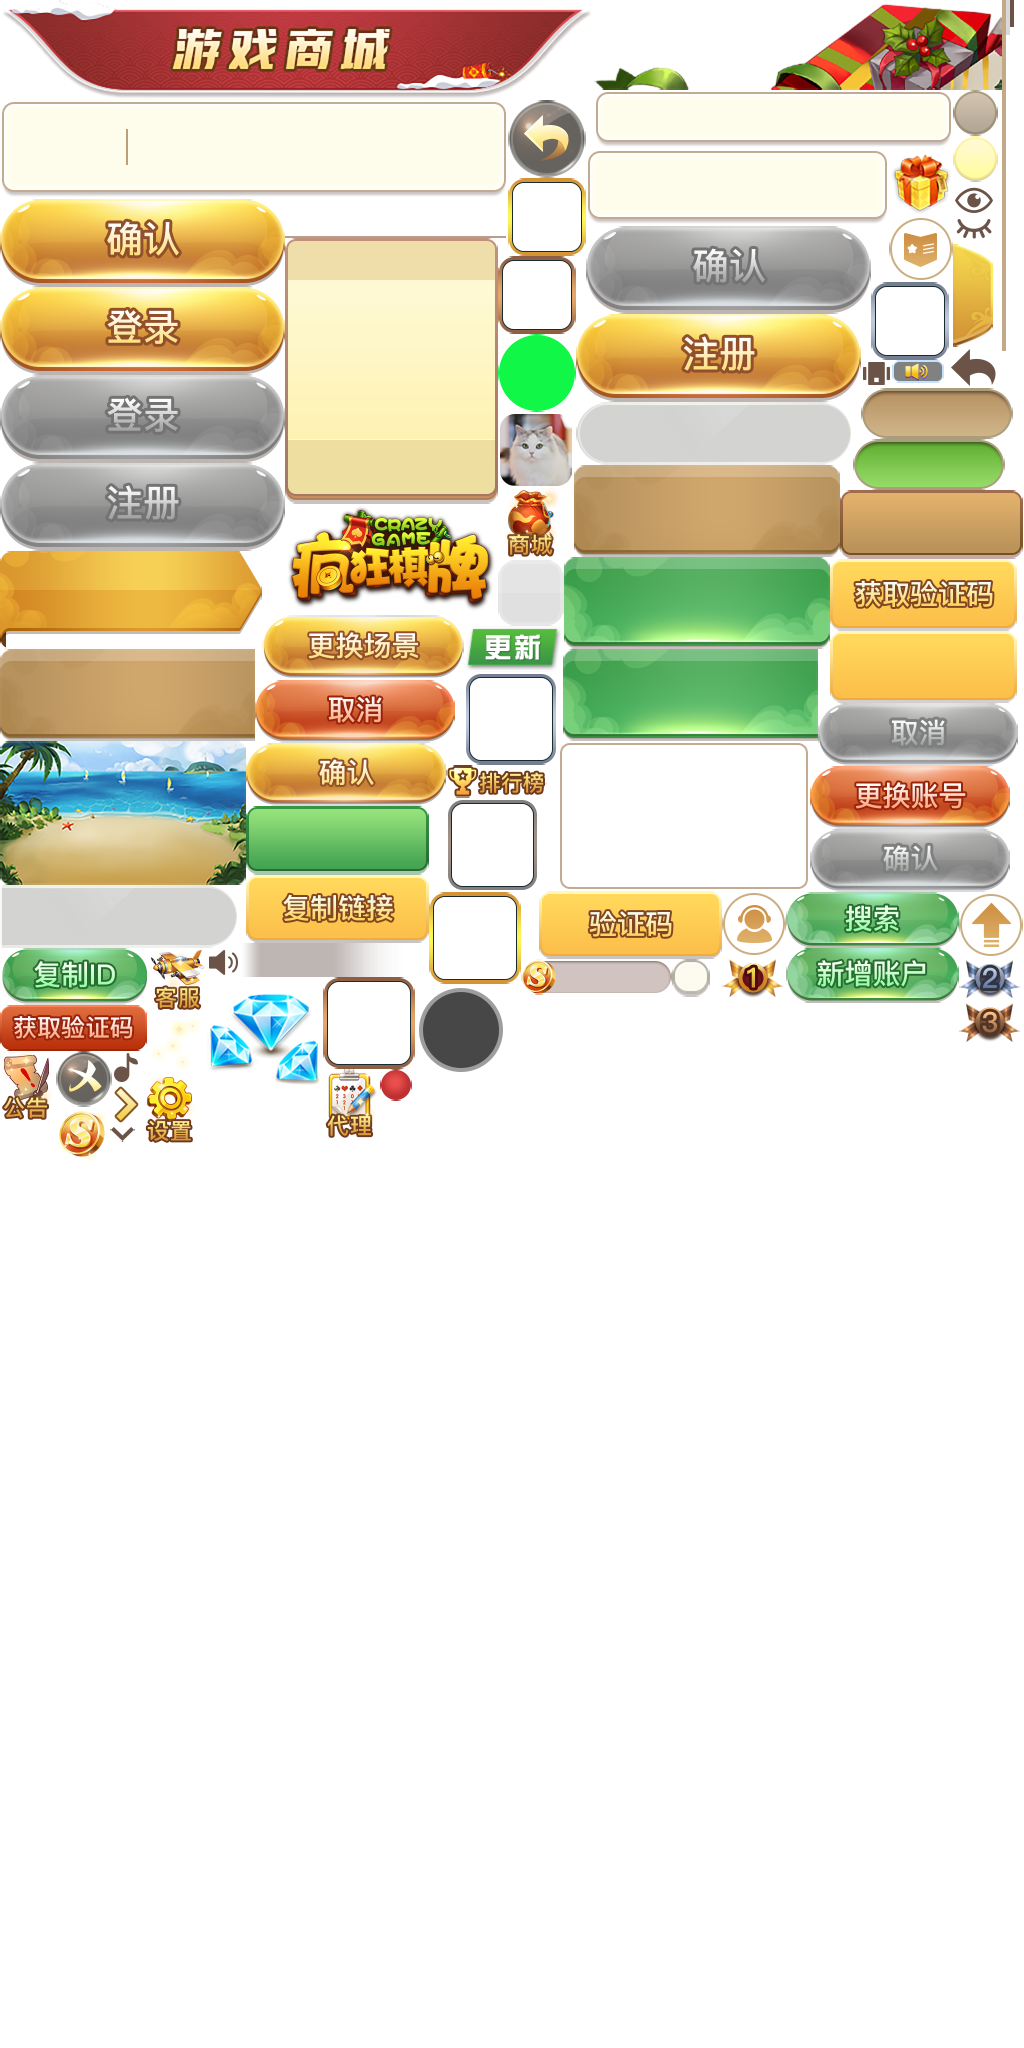 游戏商城
确认
确认
登录
注册
登录
注册
CRAZY
GAME
疯狂棋牌
商城
获取验证码
更换场景
更新
取消
取消
确认
排行榜
更换账号
确认
复制链接
验证码
搜索
复制ID
客服
S
1
新增账户
2
获取验证码
3
公告
S
设置
代理